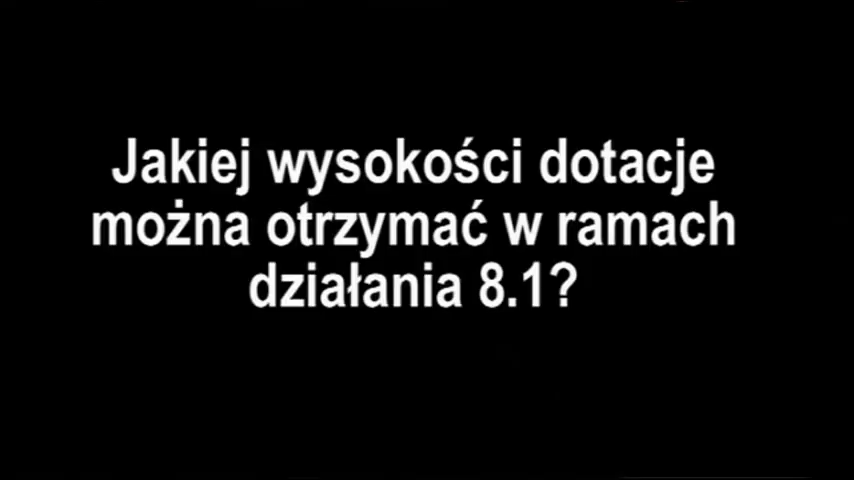 Jakiej wysokości dotacje
można otrzymać w ramach
działania 8.1?